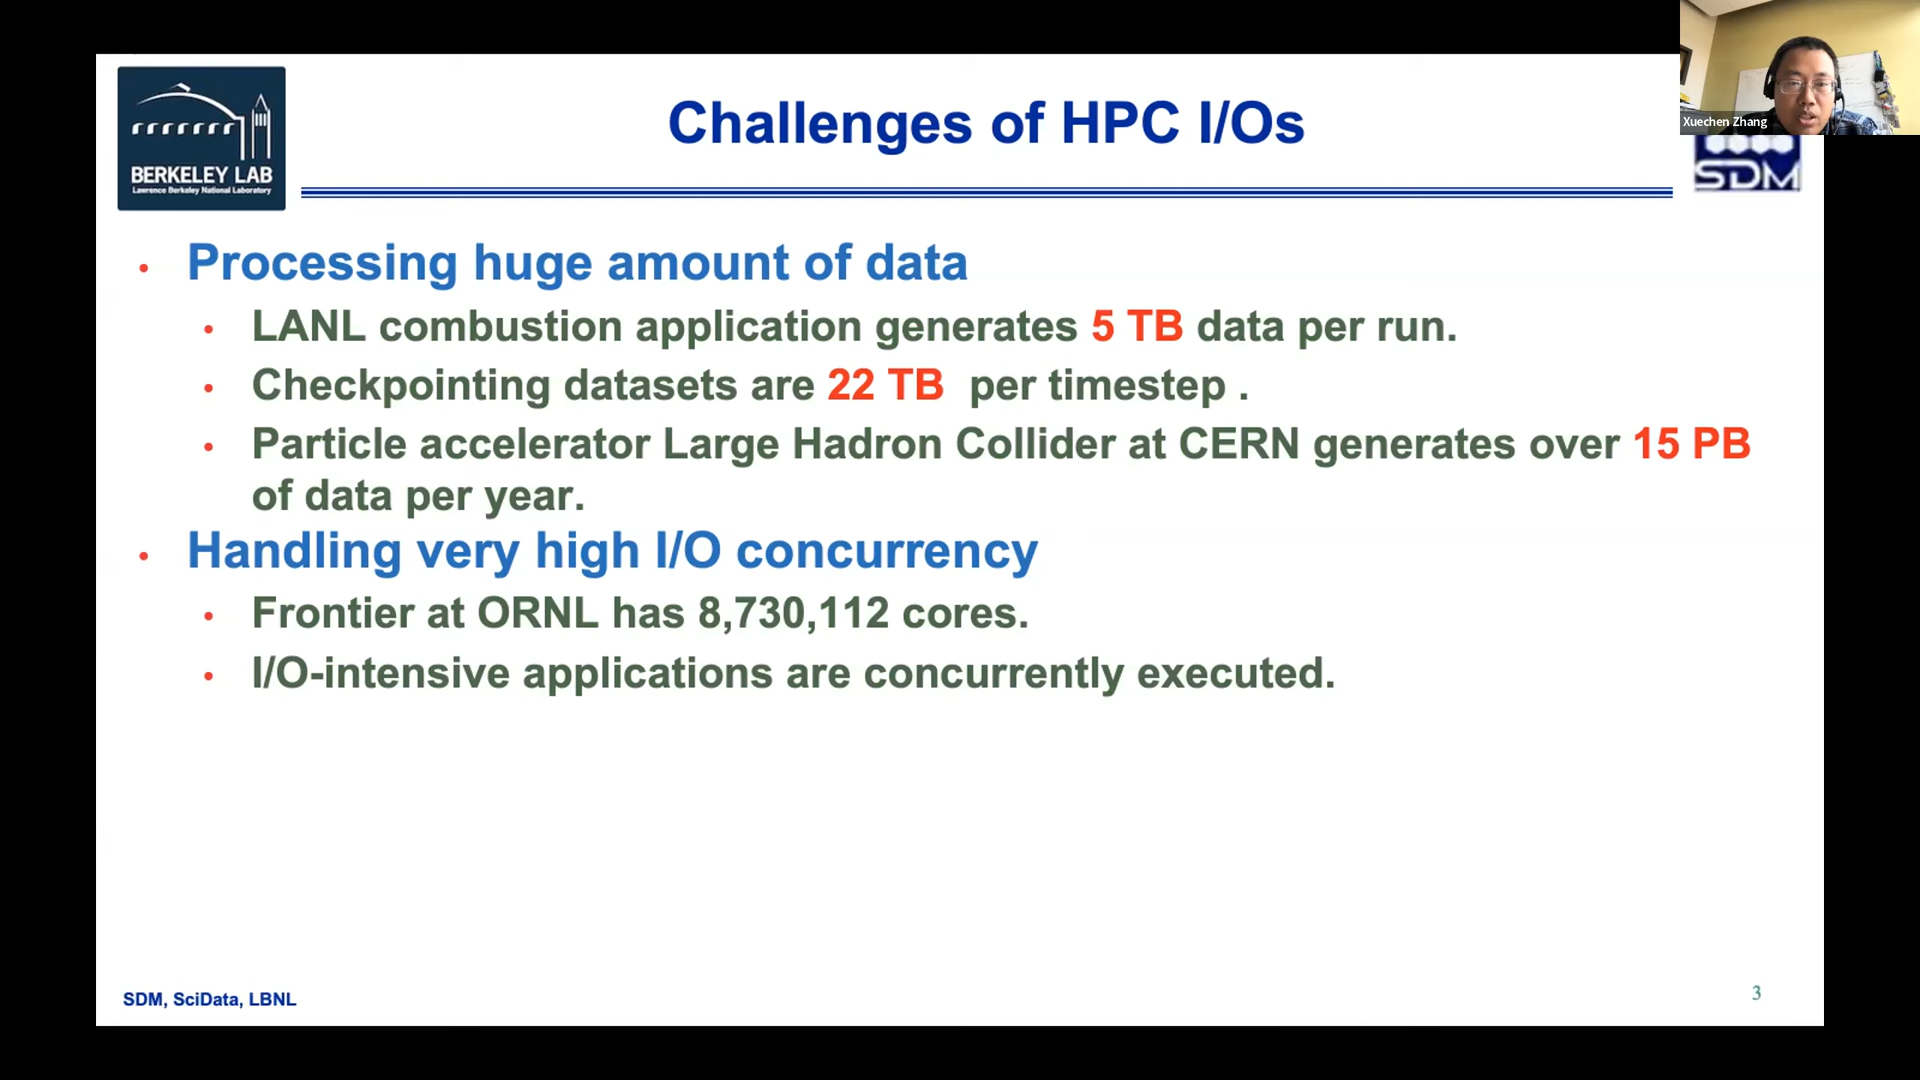 Challenges of HPC I/Os
Xuechen Zhang
BERKELEY LAB
Lawrence Berkeley National Laboratory
SDM
• Processing huge amount of data
• LANL combustion application generates 5 TB data per run.
• Checkpointing datasets are 22 TB per timestep .
• Particle accelerator Large Hadron Collider at CERN generates over 15 PB
of data per year.
• Handling very high I/O concurrency
• Frontier at ORNL has 8,730,112 cores.
• I/O-intensive applications are concurrently executed.
SDM, SciData, LBNL
3